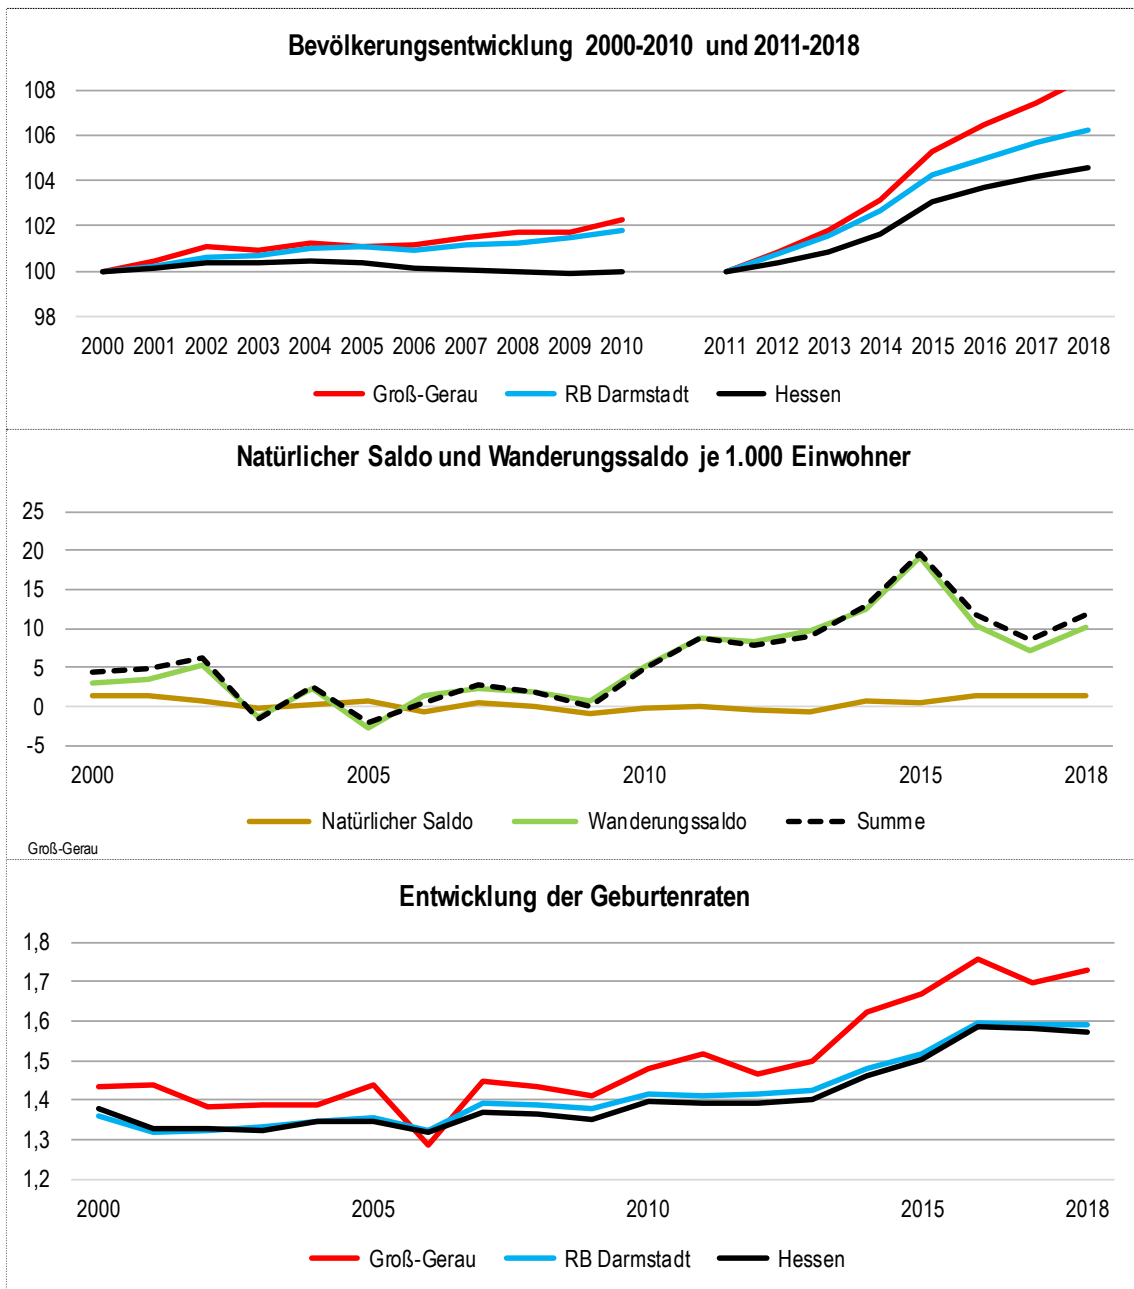 Bevölkerungsentwicklung 2000-2010 und 2011-2018
108
106
104
102
100
98
2000 2001 2002 2003 2004 2005 2006 2007 2008 2009 2010 2011 2012 2013 2014 2015 2016 2017 2018
Groß-Gerau RB Darmstadt Hessen
Natürlicher Saldo und Wanderungssaldo je 1.000 Einwohner
25
20
15
10
5
0
-5
2000 2005 2010 2015 2018
Natürlicher Saldo Wanderungssaldo Summe
Groß-Gerau
Entwicklung der Geburtenraten
1,8
1,7
1,6
1,5
1,4
1,3
1,2
2000 2005 2010 2015 2018
Groß-Gerau RB Darmstadt Hessen